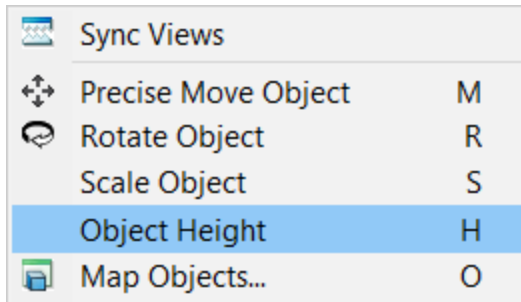 Sync Views
Precise Move Object M
Rotate Object R
Scale Object S
Object Height H
Map Objects... O